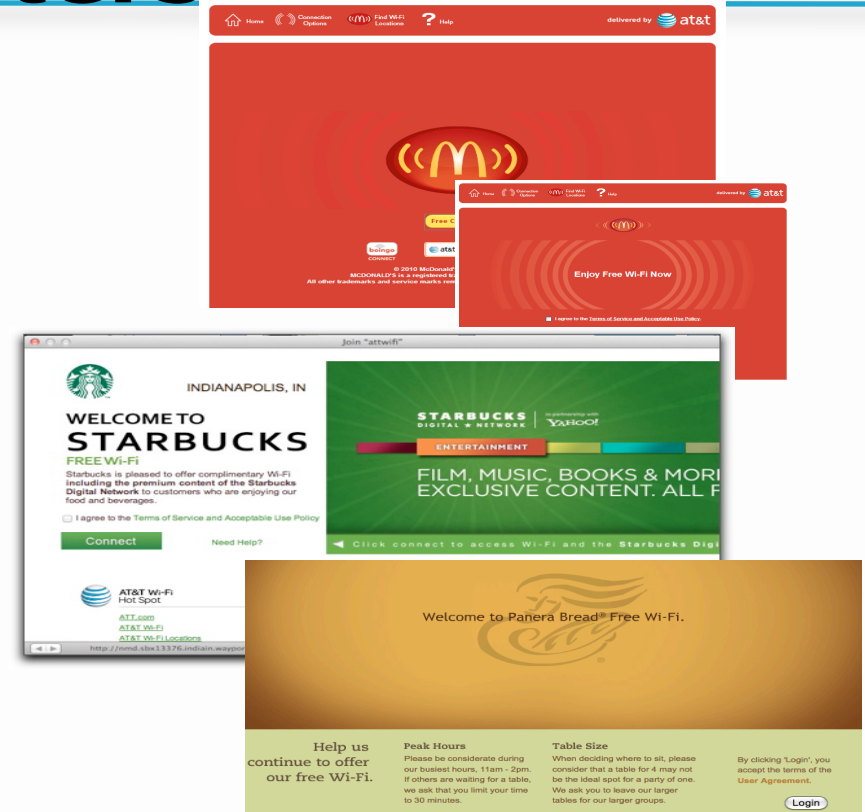 Home
Connection Options
Find Wi-Fi Locations
? Help
delivered by at&t
Free
boingo
CONNECT
at&t
© 2010 McDonald'
MCDONALD'S is a registered
All other trademarks and service marks
Home
Connection Options
Find Wi-Fi Locations
? Help
delivered by at&t
Enjoy Free Wi-Fi Now
I agree to the Terms of Service and Acceptable Use Policy.
Join "attwifi"
INDIANAPOLIS, IN
WELCOME TO
STARBUCKS
FREE Wi-Fi
Starbucks is pleased to offer complimentary Wi-Fi
including the premium content of the Starbucks
Digital Network to customers who are enjoying our
food and beverages.
I agree to the Terms of Service and Acceptable Use Policy
Connect
Need Help?
STARBUCKS
DIGITAL ★ NETWORK
in partnership with
YAHOO!
ENTERTAINMENT
FILM, MUSIC, BOOKS &
EXCLUSIVE CONTENT. ALL
Click connect to access Wi-Fi and the Starbucks
AT&T Wi-Fi
Hot Spot
ATT.com
AT&T Wi-Fi
AT&T Wi-Fi Locations
http://nmd.sbx13376.indiain.waypor
Welcome to Panera Bread® Free Wi-Fi.
Help us
continue to offer
our free Wi-Fi.
Peak Hours
Please be considerate during
our busiest hours, 11am - 2pm.
If others are waiting for a table,
we ask that you limit your time
to 30 minutes.
Table Size
When deciding where to sit, please
consider that a table for 4 may not
be the ideal spot for a party of one.
We ask you to leave our larger
tables for our larger groups.
By clicking 'Login', you
accept the terms of the
User Agreement.
Login